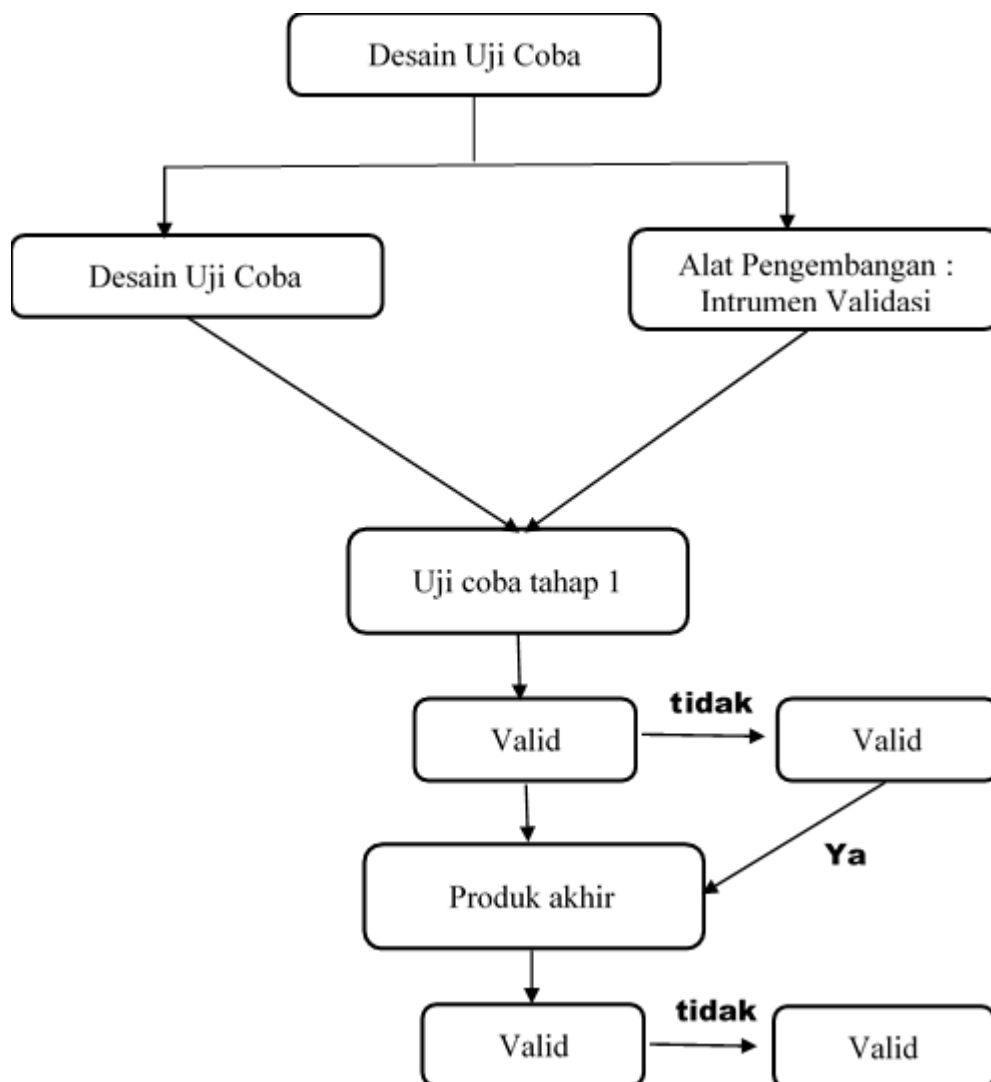 Desain Uji Coba
Desain Uji Coba
Alat Pengembangan :
Intrumen Validasi
Uji coba tahap 1
tidak
Valid
Valid
Ya
Produk akhir
tidak
Valid
Valid